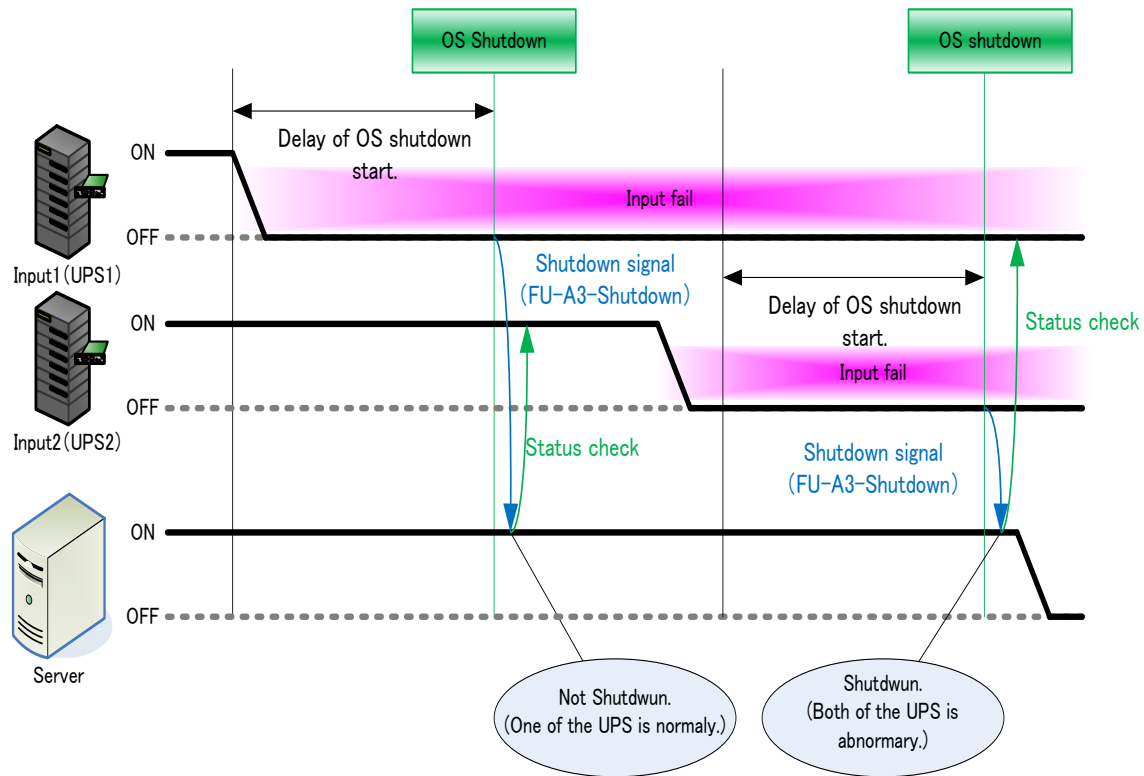 OS Shutdown
OS shutdown
Delay of OS shutdown
start.
ON
Input fail
OFF
Input1(UPS1)
Shutdown signal
(FU-A3-Shutdown)
Delay of OS shutdown
start.
ON
Status check
Input fail
OFF
Input2(UPS2)
Status check
Shutdown signal
(FU-A3-Shutdown)
ON
OFF
Server
Not Shutdwun.
(One of the UPS is normaly.)
Shutdwun.
(Both of the UPS is
abnormary.)